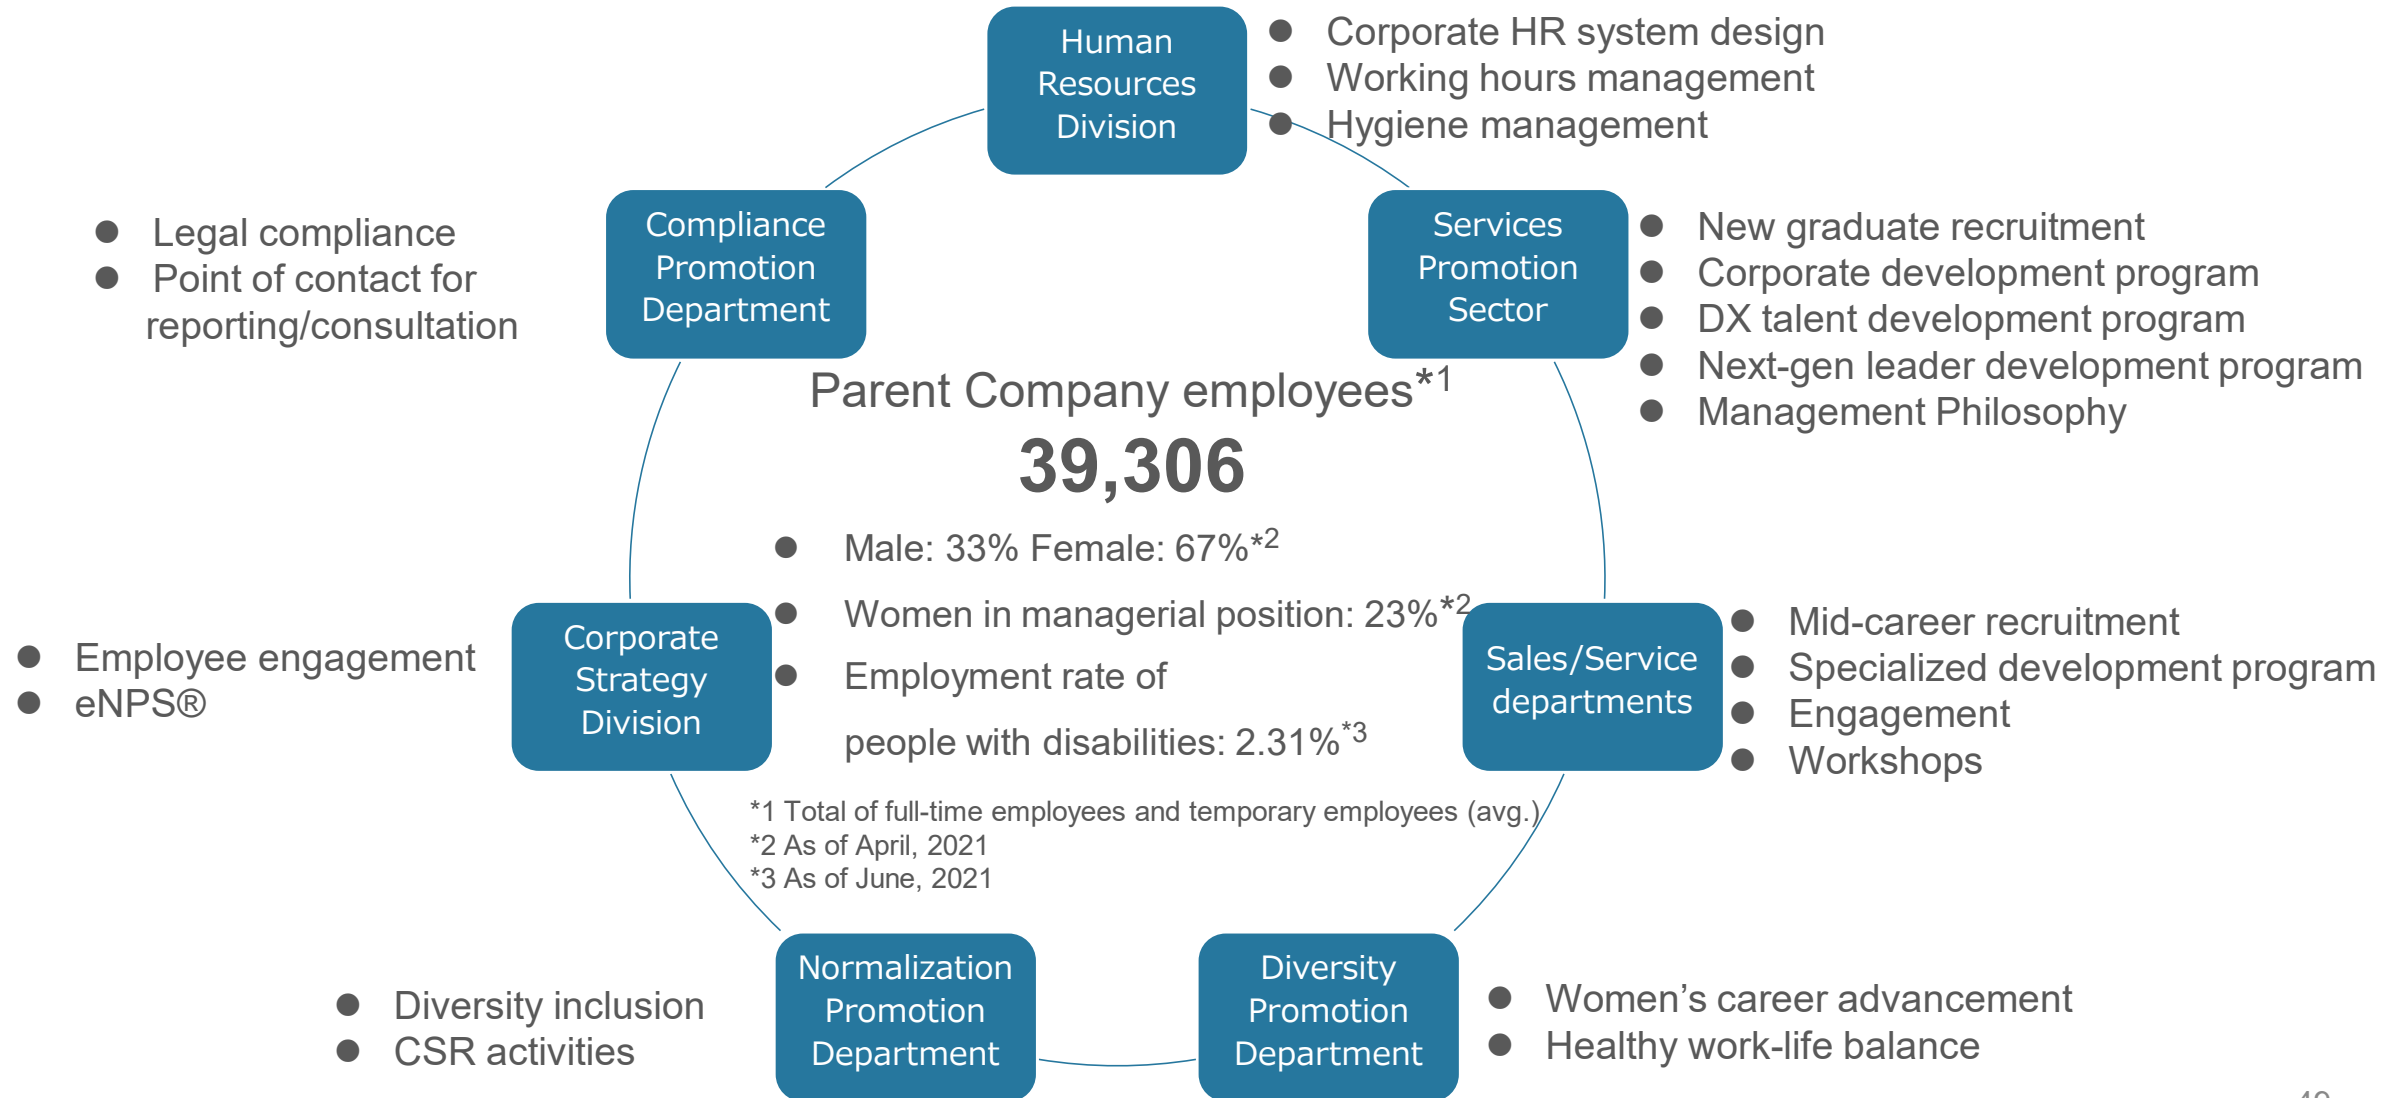 Human
Resources
Division
● Corporate HR system design
● Working hours management
● Hygiene management
Compliance
Promotion
Department
● Legal compliance
● Point of contact for
reporting/consultation
Services
Promotion
Sector
● New graduate recruitment
● Corporate development program
● DX talent development program
● Next-gen leader development program
● Management Philosophy
Parent Company employees*1
39,306
● Male: 33% Female: 67%*2
● Women in managerial position: 23%*2
● Employment rate of
people with disabilities: 2.31%*3
*1 Total of full-time employees and temporary employees (avg.)
*2 As of April, 2021
*3 As of June, 2021
Corporate
Strategy
Division
● Employee engagement
● eNPS®
Sales/Service
departments
● Mid-career recruitment
● Specialized development program
● Engagement
● Workshops
Normalization
Promotion
Department
● Diversity inclusion
● CSR activities
Diversity
Promotion
Department
● Women’s career advancement
● Healthy work-life balance